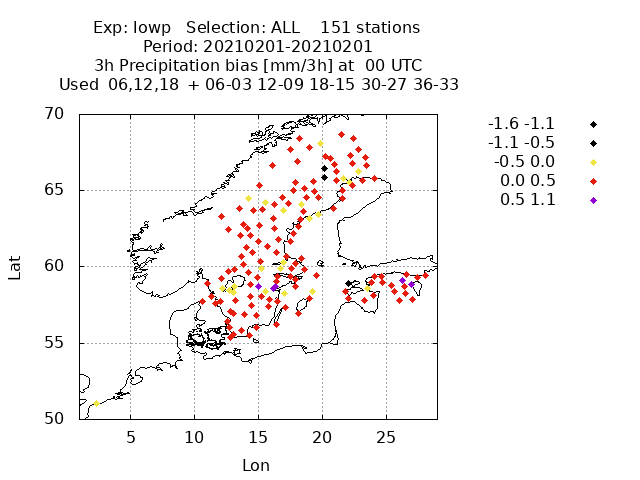 Exp: lowp Selection: ALL 151 stations
Period: 20210201-20210201
3h Precipitation bias [mm/3h] at 00 UTC
Used 06,12,18 + 06-03 12-09 18-15 30-27 36-33
-1.6 -1.1
-1.1 -0.5
-0.5 0.0
0.0 0.5
0.5 1.1
70
65
60
55
50
Lat
5 10 15 20 25
Lon